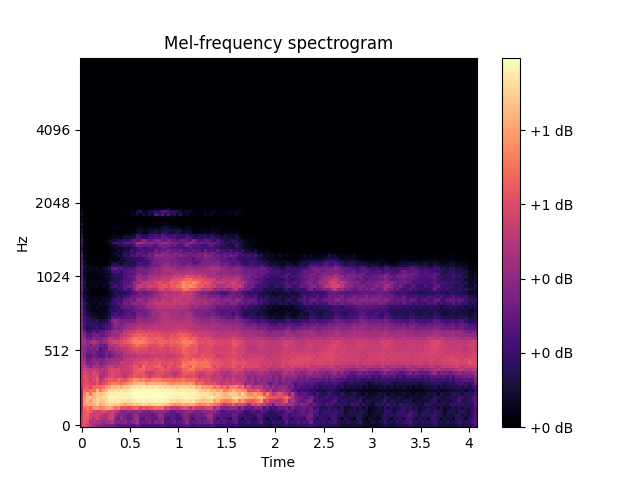 Mel-frequency spectrogram
Hz
4096
2048
1024
512
0
0 0.5 1 1.5 2 2.5 3 3.5 4
Time
+1 dB
+1 dB
+0 dB
+0 dB
+0 dB